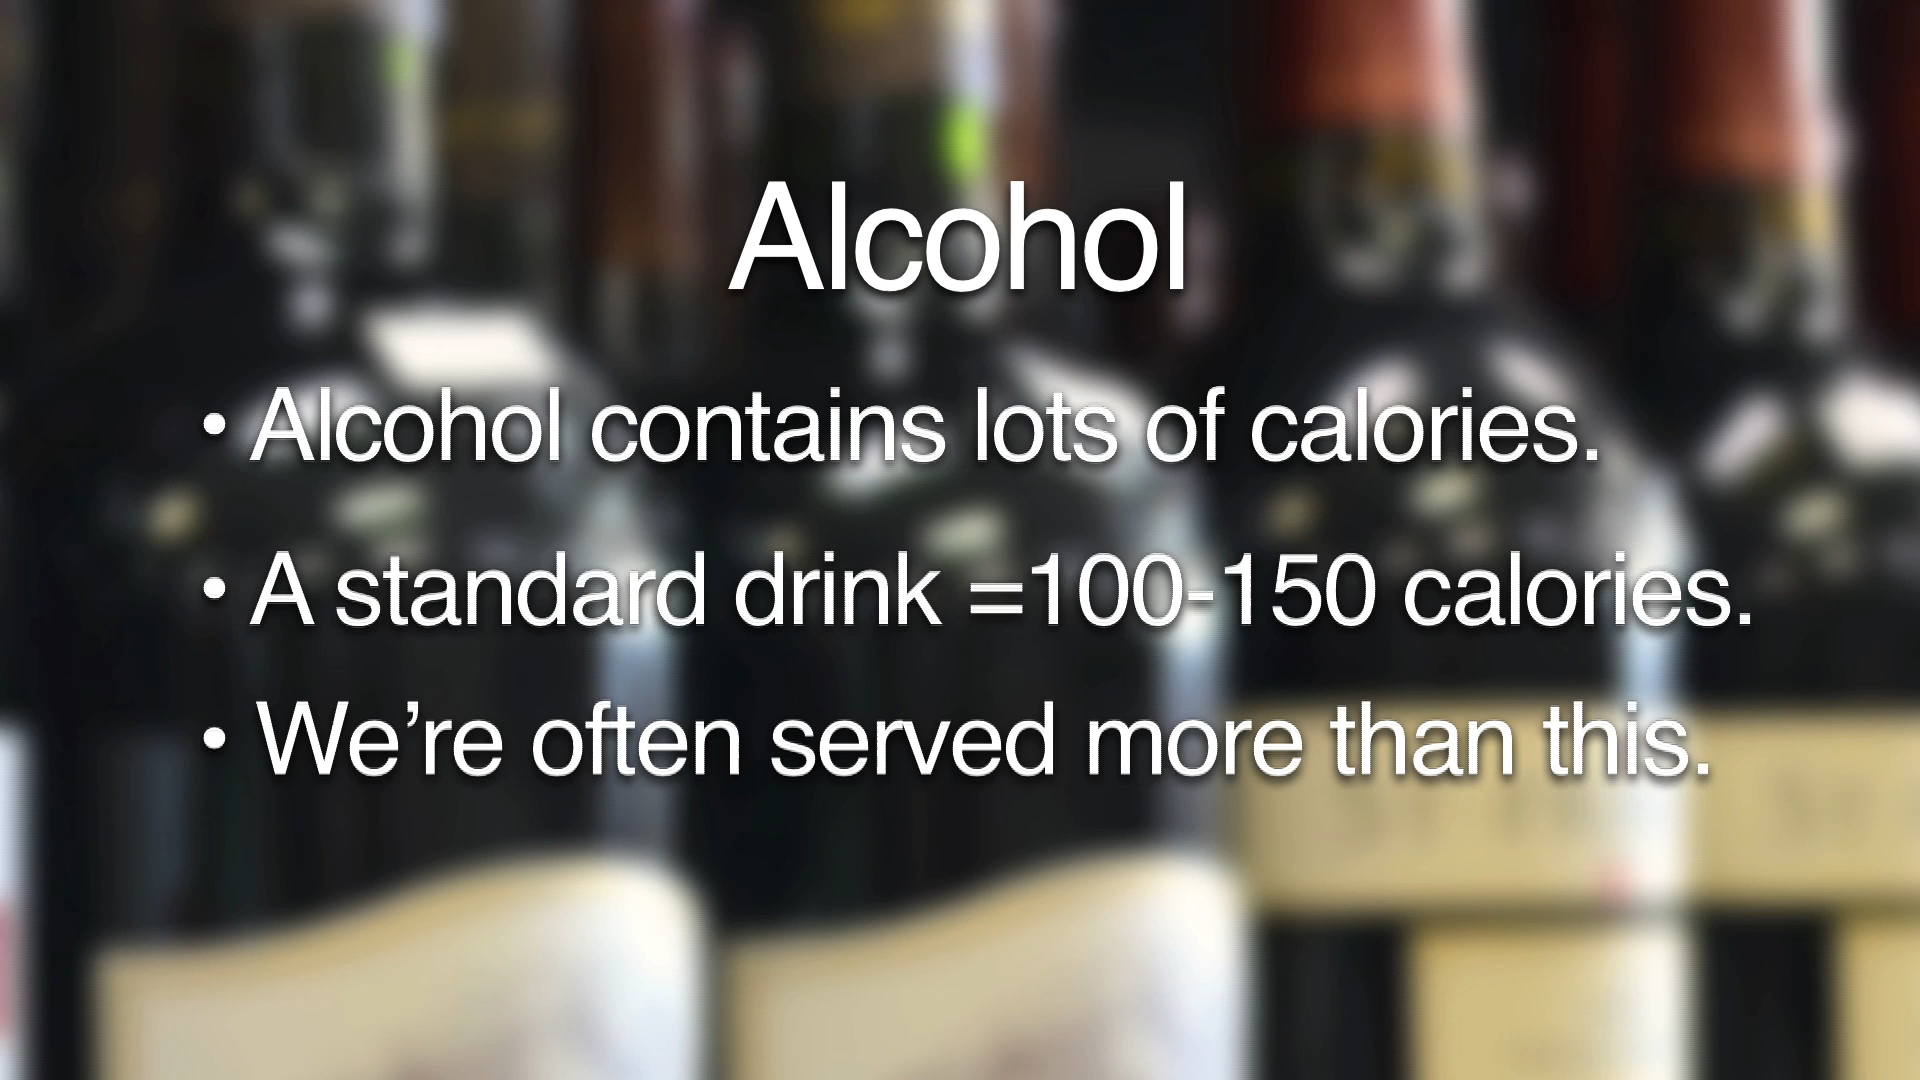 Alcohol
• Alcohol contains lots of calories.
• A standard drink =100-150 calories.
• We’re often served more than this.